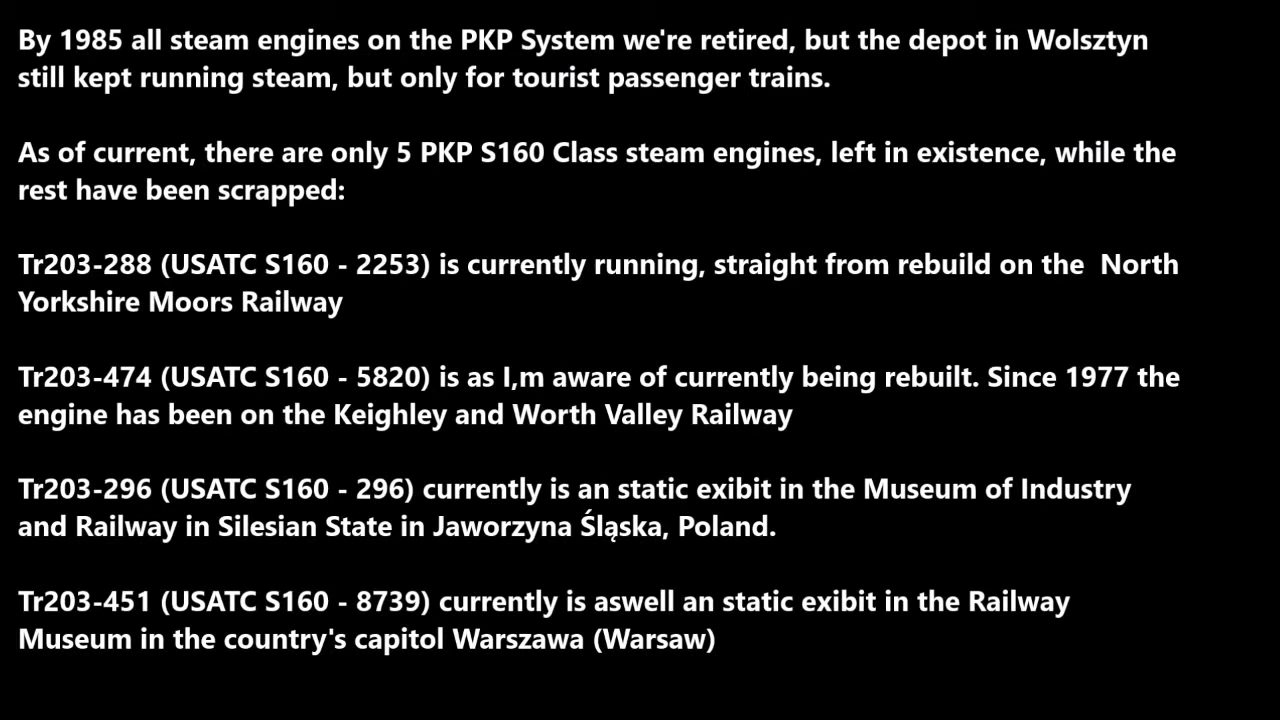 By 1985 all steam engines on the PKP System we're retired, but the depot in Wolsztyn
still kept running steam, but only for tourist passenger trains.
As of current, there are only 5 PKP S160 Class steam engines, left in existence, while the
rest have been scrapped:
Tr203-288 (USATC S160 - 2253) is currently running, straight from rebuild on the  North
Yorkshire Moors Railway
Tr203-474 (USATC S160 - 5820) is as I,m aware of currently being rebuilt. Since 1977 the
engine has been on the Keighley and Worth Valley Railway
Tr203-296 (USATC S160 - 296) currently is an static exibit in the Museum of Industry
and Railway in Silesian State in Jaworzyna Śląska, Poland.
Tr203-451 (USATC S160 - 8739) currently is aswell an static exibit in the Railway
Museum in the country's capitol Warszawa (Warsaw)